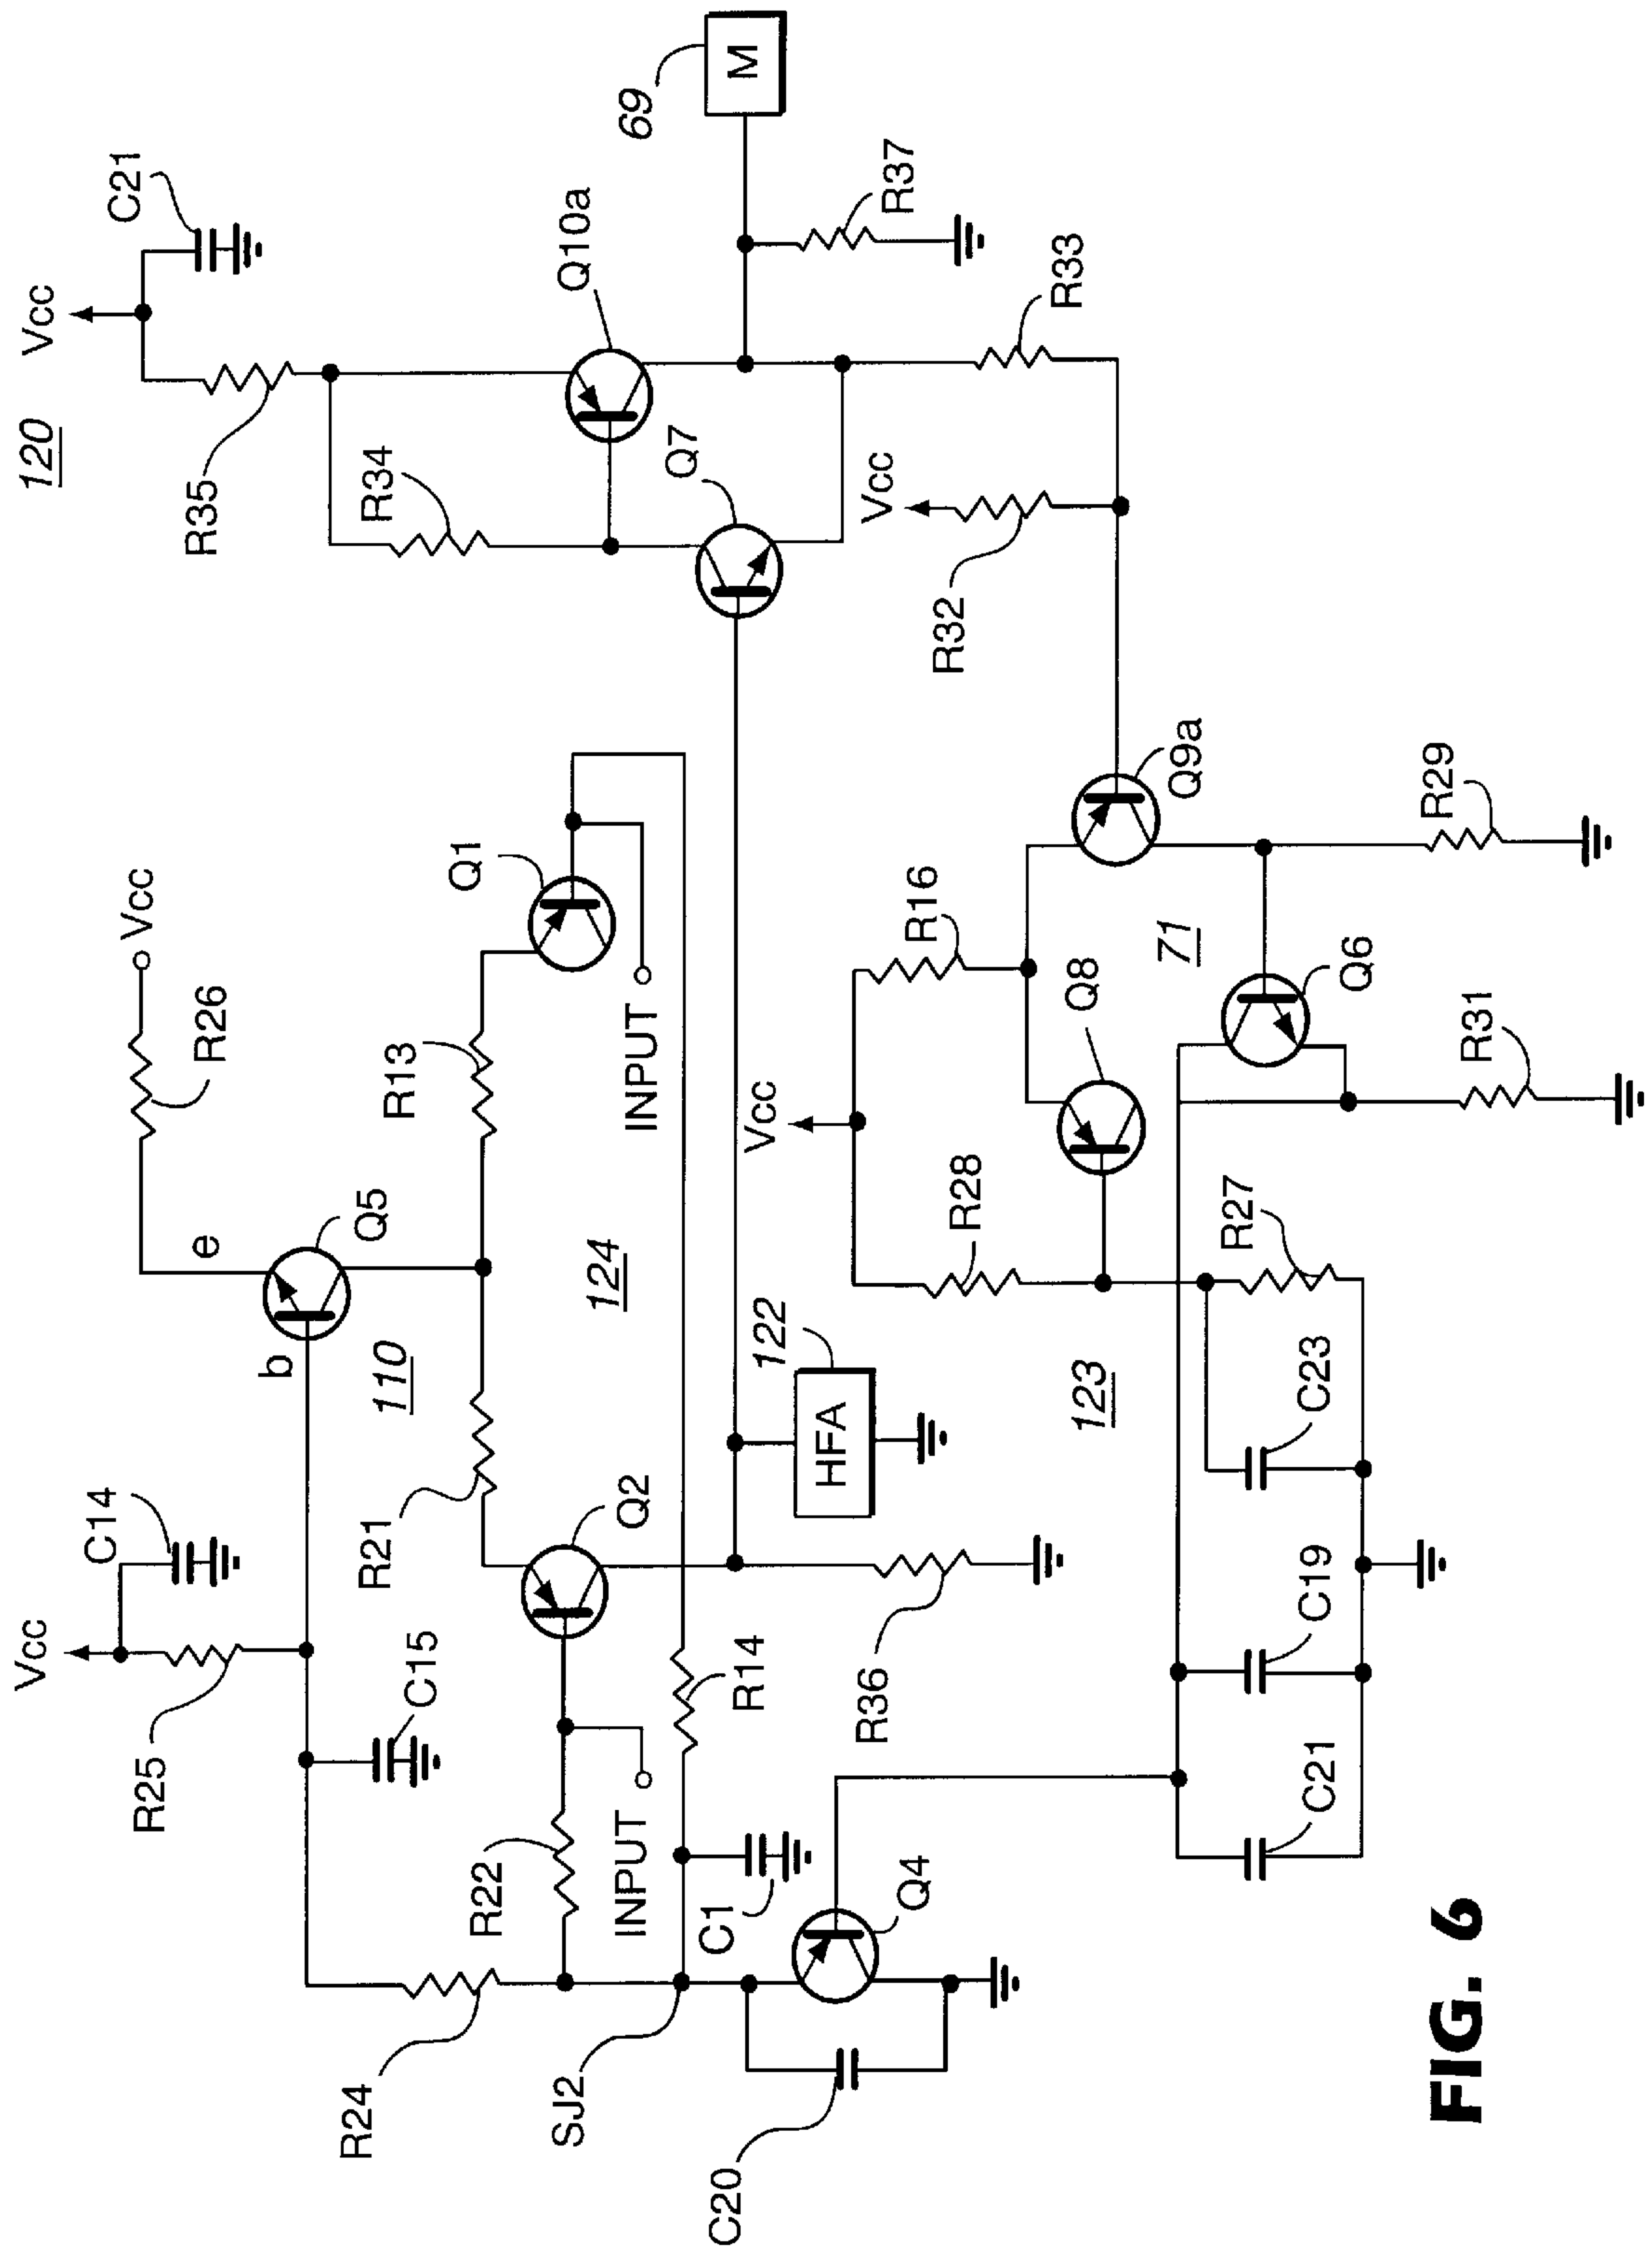 120
Vcc
C21
R35
R34
Q10a
Q7
69
M
R37
R33
Vcc
R32
Vcc
R26
e
b
Q5
110
R13
Q1
INPUT
124
Vcc
C14
R25
C15
R21
Q2
R22
INPUT
R14
R36
HFA
122
R24
SJ2
C1
C20
Q4
Vcc
R16
R28
Q8
Q9a
71
Q6
R29
R31
123
R27
C23
C19
C21
FIG. 6